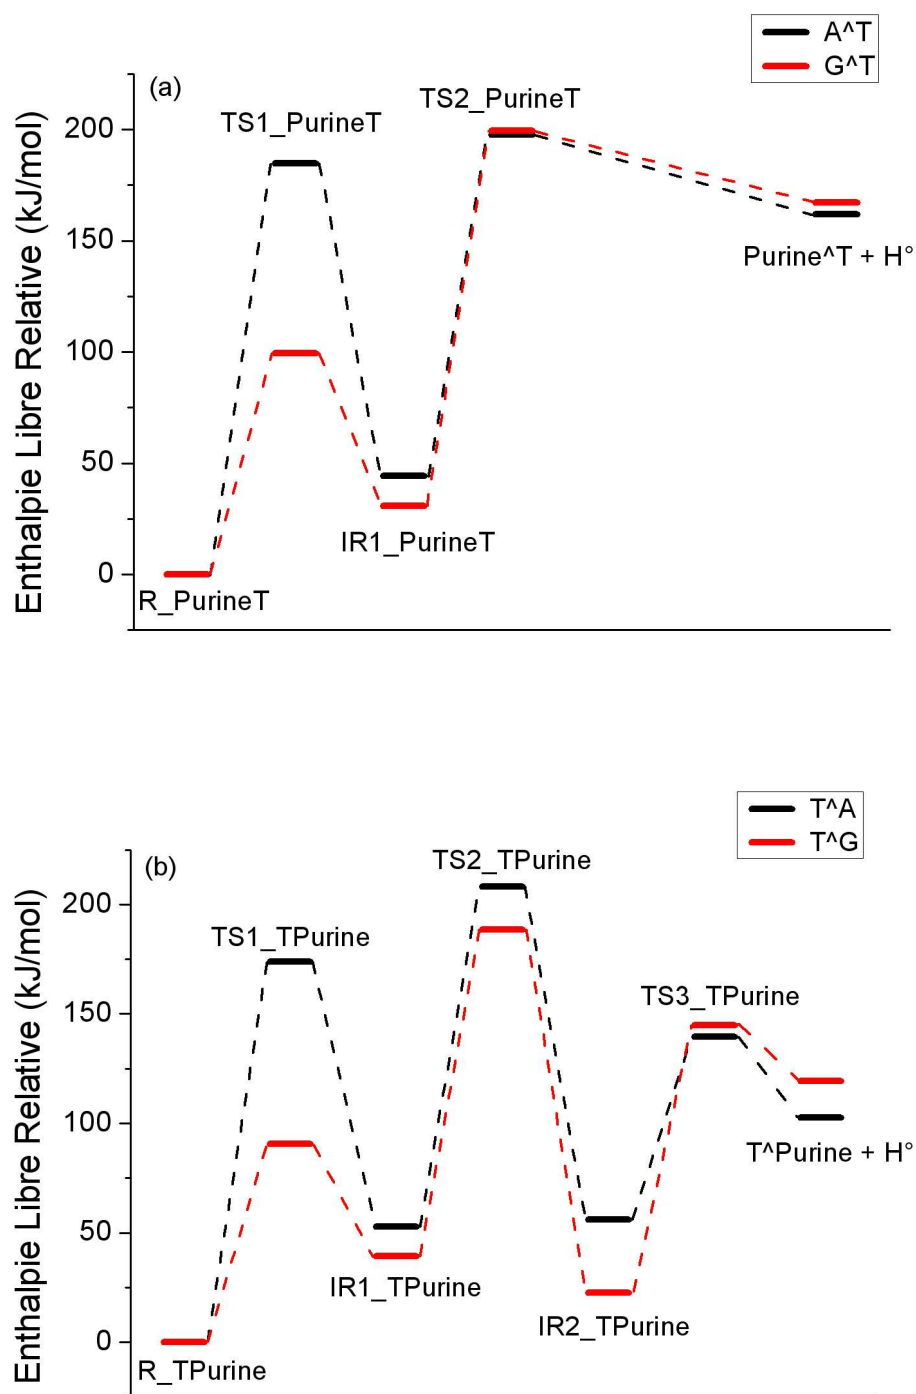 A^T
G^T
(a)
TS1_PurineT
TS2_PurineT
Enthalpie Libre Relative (kJ/mol)
200
150
100
50
0
Purine^T + H°
IR1_PurineT
R_PurineT
T^A
T^G
(b)
TS2_TPurine
TS1_TPurine
TS3_TPurine
Enthalpie Libre Relative (kJ/mol)
200
150
100
50
0
T^Purine + H°
IR1_TPurine
IR2_TPurine
R_TPurine